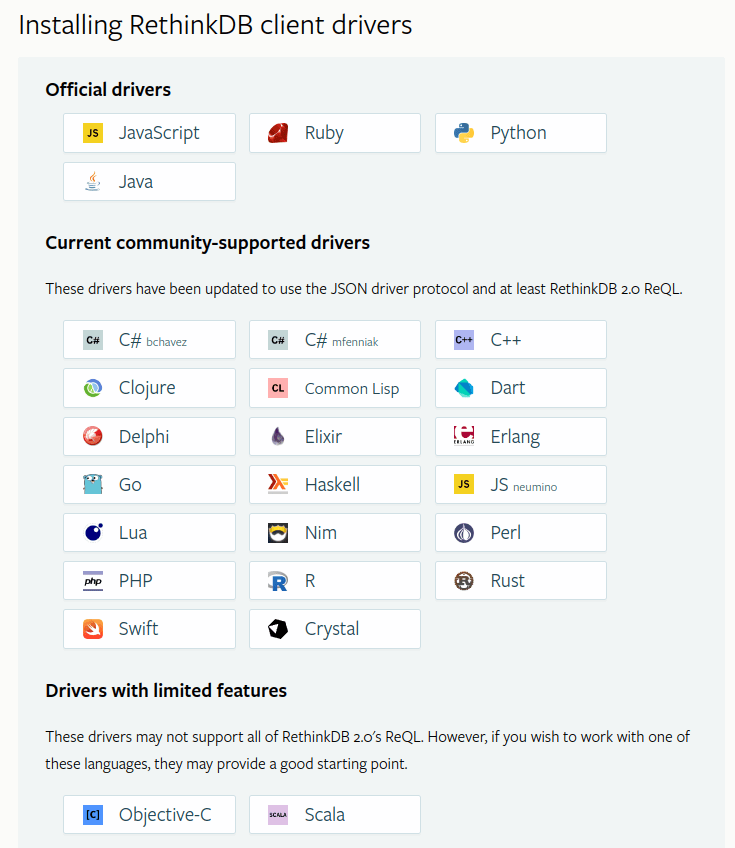 Installing RethinkDB client drivers
Official drivers
JS JavaScript
Ruby
Python
Java
Current community-supported drivers
These drivers have been updated to use the JSON driver protocol and at least RethinkDB 2.0 ReQL.
C# C# bchavez
C# C# mfenniak
C++ C++
Clojure
CL Common Lisp
Dart
Delphi
Elixir
ERLANG Erlang
Go
Haskell
JS JS neumino
Lua
Nim
Perl
php PHP
R R
Rust
Swift
Crystal
Drivers with limited features
These drivers may not support all of RethinkDB 2.0's ReQL. However, if you wish to work with one of
these languages, they may provide a good starting point.
[C] Objective-C
SCALA Scala